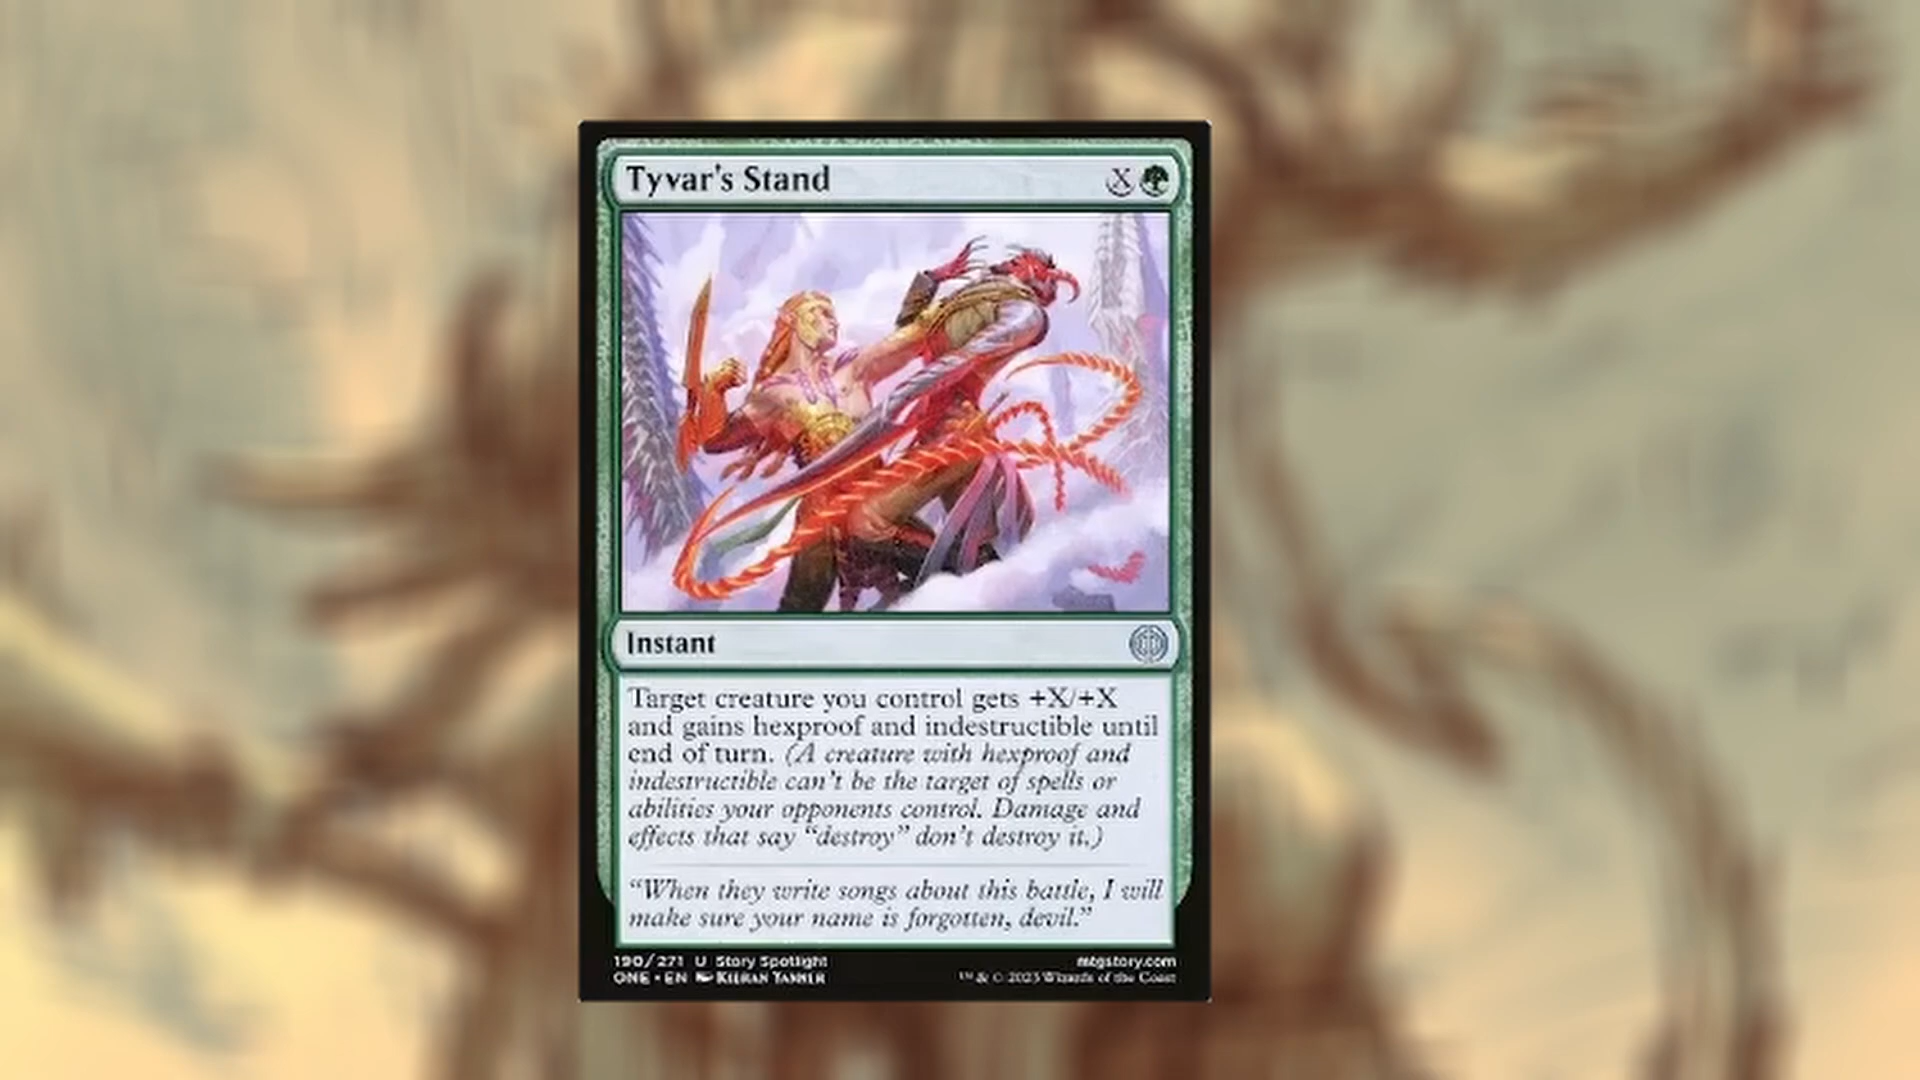 Tyvar's Stand X
Instant
Target creature you control gets +X/+X
and gains hexproof and indestructible until
end of turn. (A creature with hexproof and
indestructible can't be the target of spells or
abilities your opponents control. Damage and
effects that say “destroy” don't destroy it.)
“When they write songs about this battle, I will
make sure your name is forgotten, devil.”
190/271 U Story Spotlight mtgstory.com
ONE • EN KIERAN YANNER ™ & © 2023 Wizards of the Coast